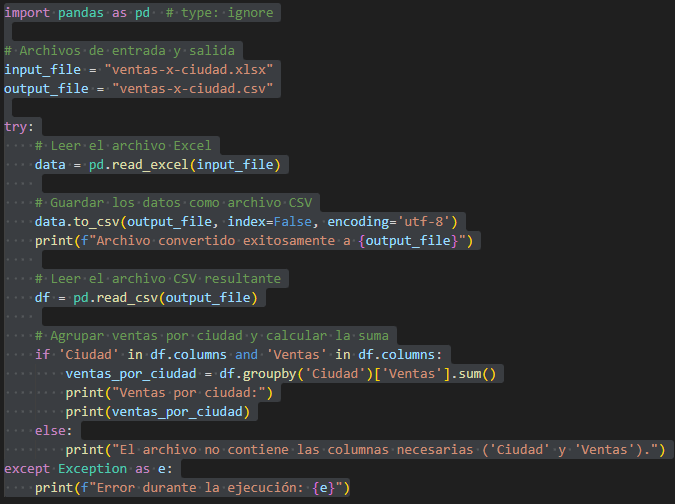 import pandas as pd  # type: ignore
# Archivos de entrada y salida
input_file = "ventas-x-ciudad.xlsx"
output_file = "ventas-x-ciudad.csv"
try:
    # Leer el archivo Excel
    data = pd.read_excel(input_file)
    # Guardar los datos como archivo CSV
    data.to_csv(output_file, index=False, encoding='utf-8')
    print(f"Archivo convertido exitosamente a {output_file}")
    # Leer el archivo CSV resultante
    df = pd.read_csv(output_file)
    # Agrupar ventas por ciudad y calcular la suma
    if 'Ciudad' in df.columns and 'Ventas' in df.columns:
        ventas_por_ciudad = df.groupby('Ciudad')['Ventas'].sum()
        print("Ventas por ciudad:")
        print(ventas_por_ciudad)
    else:
        print("El archivo no contiene las columnas necesarias ('Ciudad' y 'Ventas').")
except Exception as e:
    print(f"Error durante la ejecución: {e}")